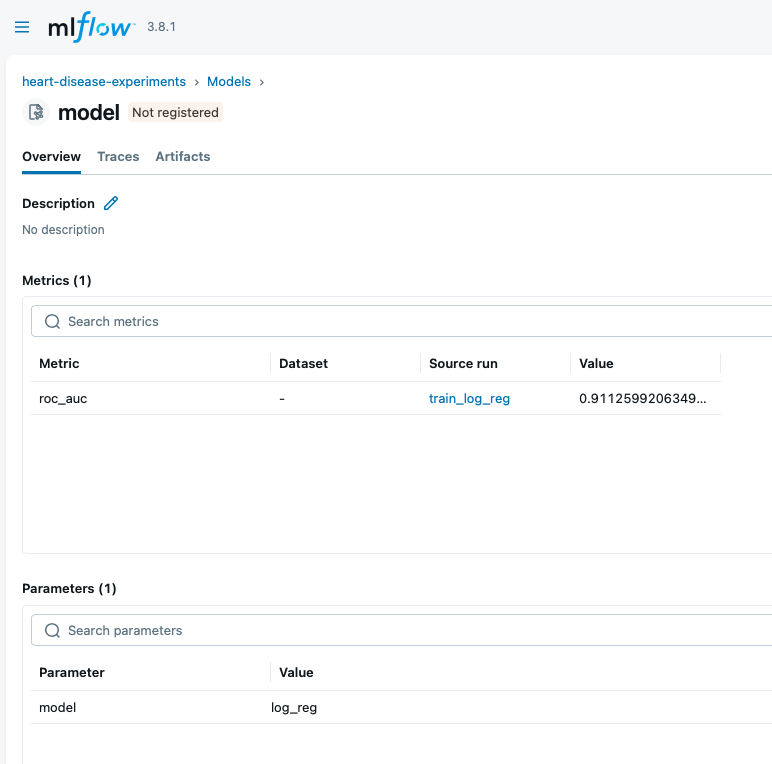 mlflow 3.8.1
heart-disease-experiments › Models ›
model Not registered
Overview Traces Artifacts
Description
No description
Metrics (1)
Search metrics
Metric Dataset Source run Value
roc_auc - train_log_reg 0.9112599206349...
Parameters (1)
Search parameters
Parameter Value
model log_reg